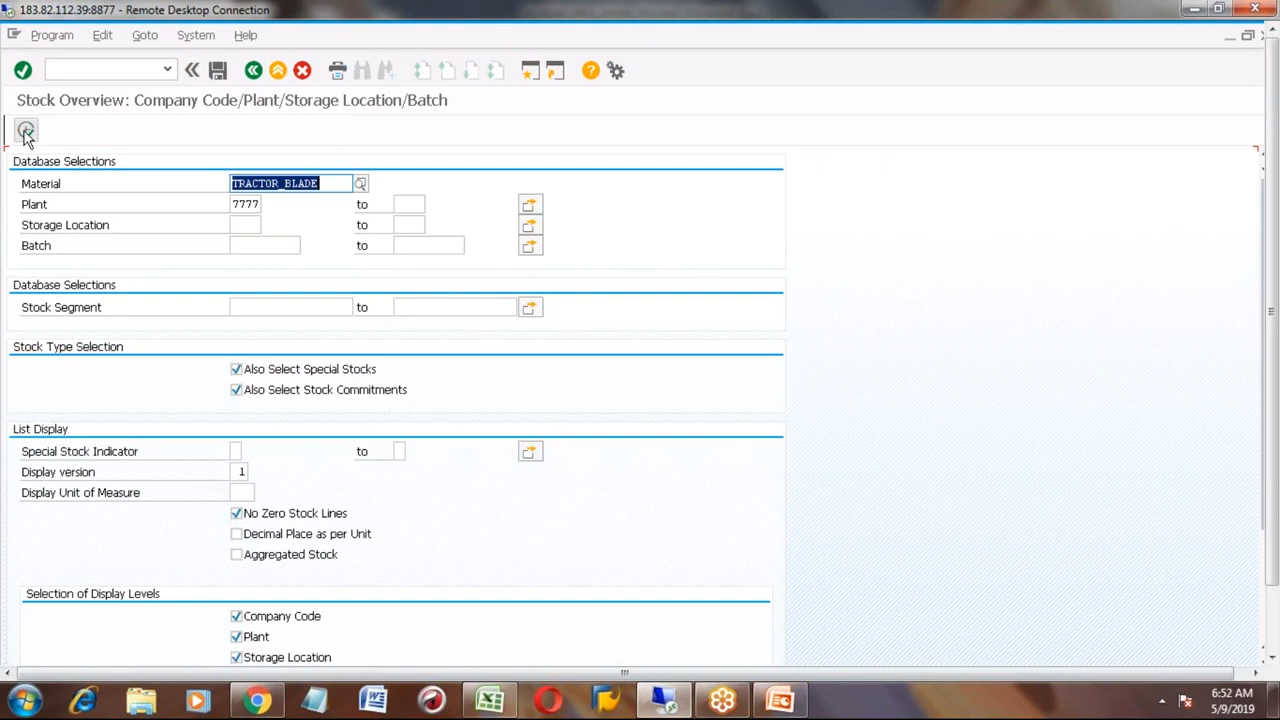 183.82.112.39:8877 - Remote Desktop Connection
Program Edit Goto System Help
Stock Overview: Company Code/Plant/Storage Location/Batch
Database Selections
Material TRACTOR_BLADE
Plant 7777 to
Storage Location to
Batch to
Database Selections
Stock Segment to
Stock Type Selection
Also Select Special Stocks
Also Select Stock Commitments
List Display
Special Stock Indicator to
Display version 1
Display Unit of Measure
No Zero Stock Lines
Decimal Place as per Unit
Aggregated Stock
Selection of Display Levels
Company Code
Plant
Storage Location
6:52 AM
5/9/2019